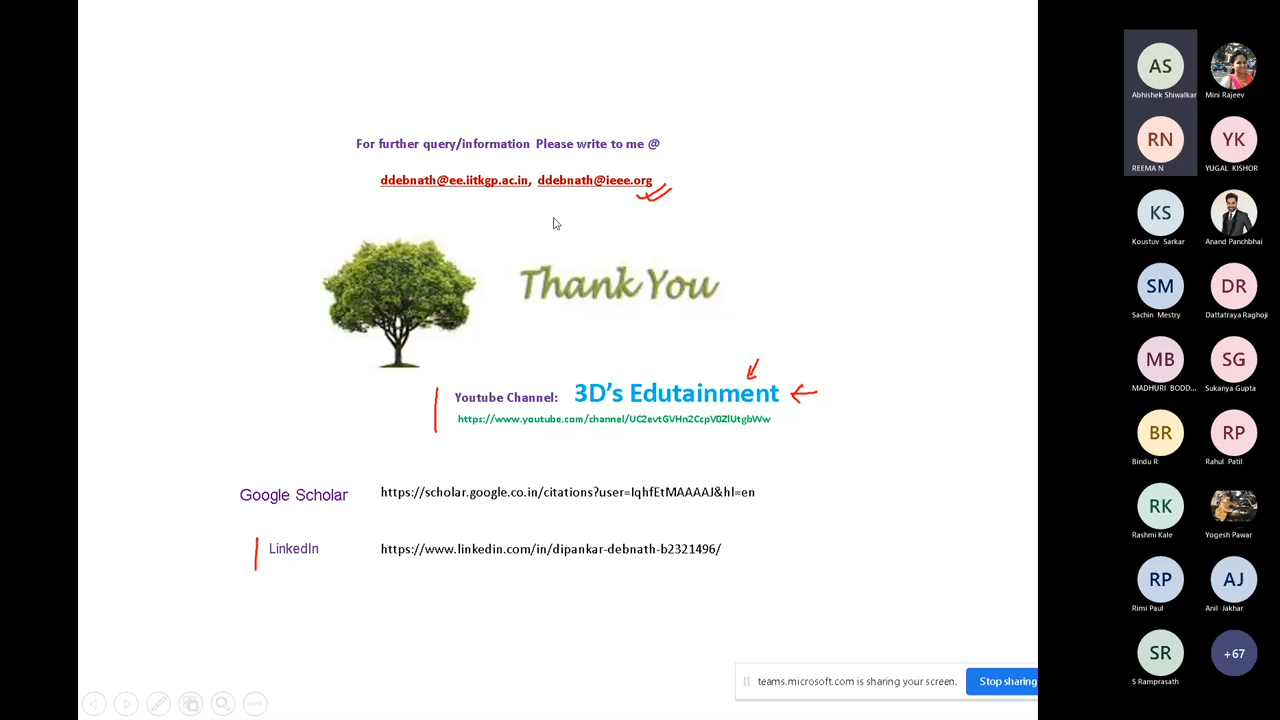 For further query/information Please write to me @
ddebnath@ee.iitkgp.ac.in, ddebnath@ieee.org
Thank You
Youtube Channel: 3D's Edutainment
https://www.youtube.com/channel/UC2evtGVHn2CcpV0ZlUtgbWw
Google Scholar https://scholar.google.co.in/citations?user=IqhfEtMAAAAJ&hl=en
LinkedIn https://www.linkedin.com/in/dipankar-debnath-b2321496/
teams.microsoft.com is sharing your screen. Stop sharing
AS
Abhishek Shiwalkar Mini Rajeev
RN YK
REEMA N YUGAL KISHOR
KS
Koustuv Sarkar Anand Panchbhai
SM DR
Sachin Mestry Dattatraya Raghoji
MB SG
MADHURI BODD... Sukanya Gupta
BR RP
Bindu R Rahul Patil
RK
Rashmi Kale Yogesh Pawar
RP AJ
Rimi Paul Anil Jakhar
SR +67
S Ramprasath